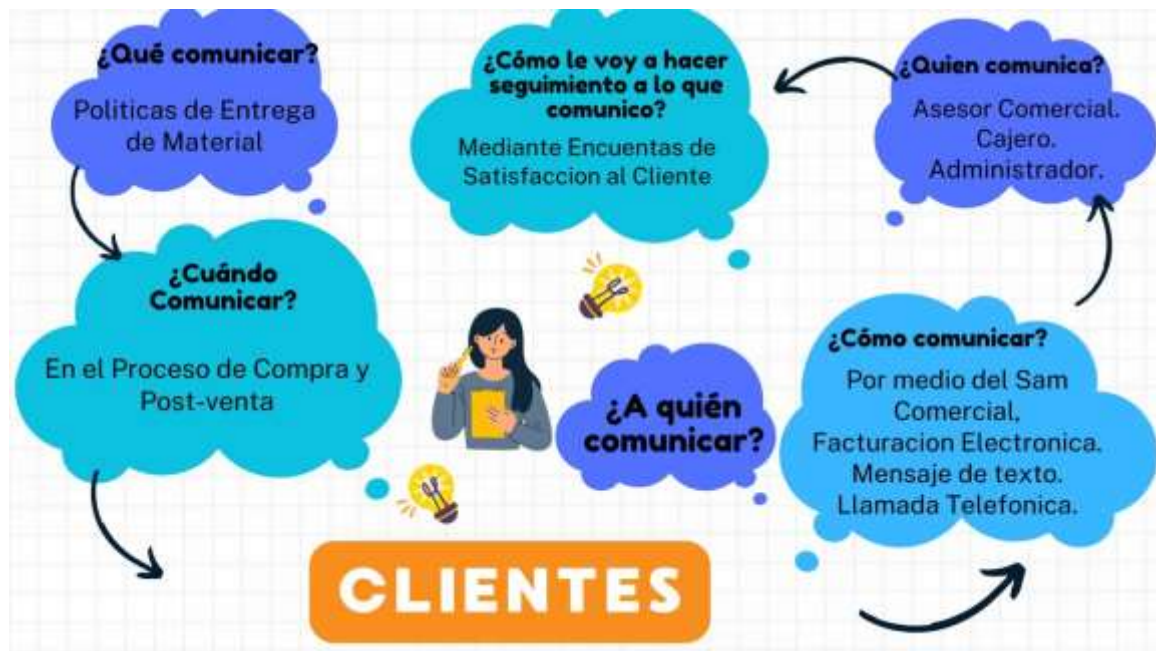 ¿Qué comunicar?
Politicas de Entrega
de Material
¿Cuándo
Comunicar?
En el Proceso de Compra y
Post-venta
¿A quién
comunicar?
CLIENTES
¿Cómo comunicar?
Por medio del Sam
Comercial,
Facturacion Electronica.
Mensaje de texto.
Llamada Telefonica.
¿Quien comunica?
Asesor Comercial.
Cajero.
Administrador.
¿Cómo le voy a hacer
seguimiento a lo que
comunico?
Mediante Encuentas de
Satisfaccion al Cliente